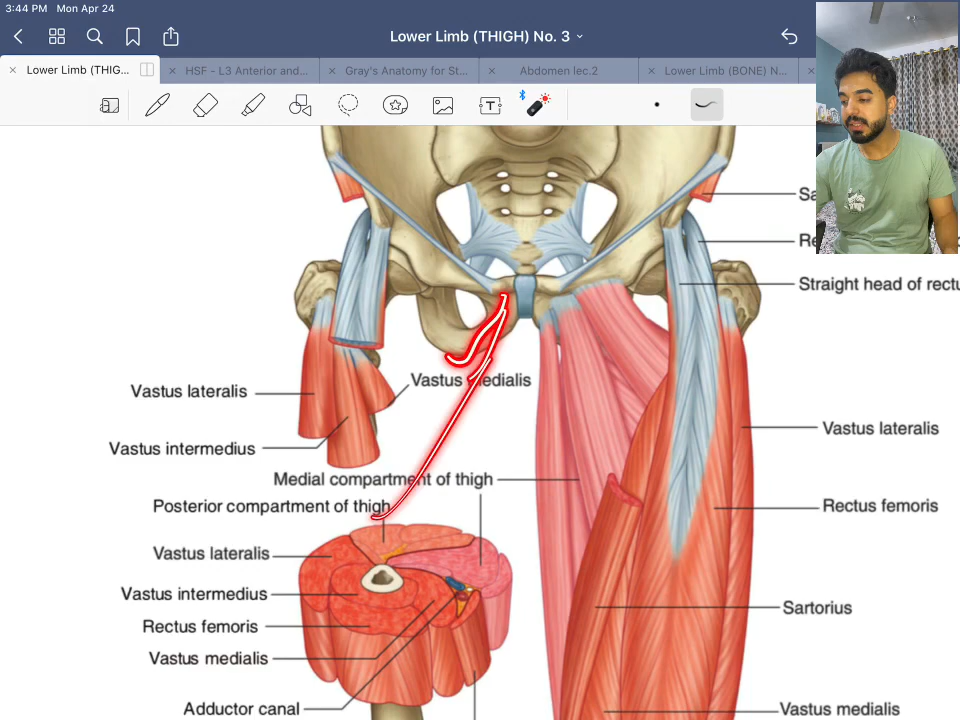 3:44 PM Mon Apr 24
Lower Limb (THIGH) No. 3
Lower Limb (THIG...
HSF - L3 Anterior and...
Gray's Anatomy for St...
Abdomen lec.2
Lower Limb (BONE) N...
T
Sa
Re
Straight head of rectu
Vastus lateralis
Vastus medialis
Vastus intermedius
Vastus lateralis
Medial compartment of thigh
Posterior compartment of thigh
Rectus femoris
Vastus lateralis
Vastus intermedius
Sartorius
Rectus femoris
Vastus medialis
Adductor canal
Vastus medialis